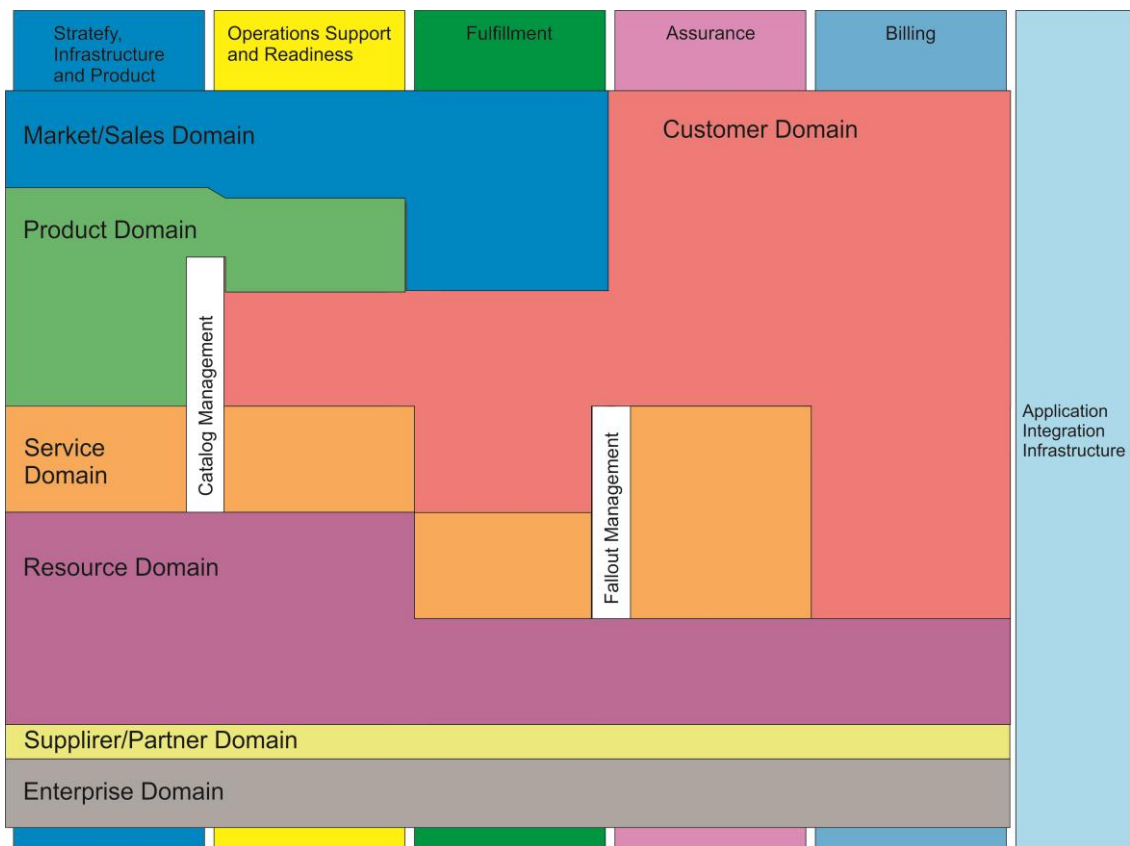 Stratefy,
Infrastructure
and Product
Operations Support
and Readiness
Fulfillment
Assurance
Billing
Market/Sales Domain
Customer Domain
Product Domain
Catalog Management
Service
Domain
Fallout Management
Application
Integration
Infrastructure
Resource Domain
Supplirer/Partner Domain
Enterprise Domain